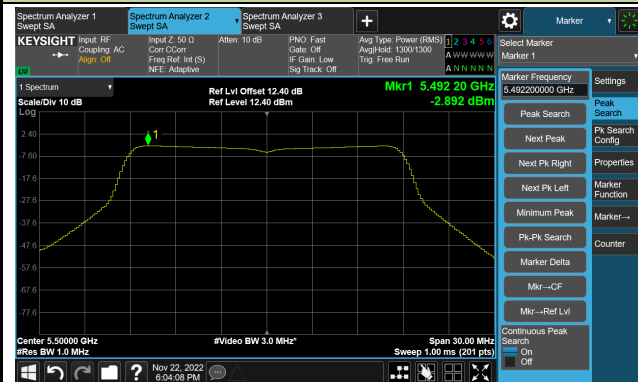 Spectrum Analyzer 1
Swept SA
Spectrum Analyzer 2
Swept SA
Spectrum Analyzer 3
Swept SA
Marker
KEYSIGHT
Input: RF
Coupling: AC
Align: Off
Input Z: 50 Ω
Corr CCorr
Freq Ref: Int (S)
NFE: Adaptive
Atten: 10 dB
PNO: Fast
Gate: Off
IF Gain: Low
Sig Track: Off
Avg Type: Power (RMS)
Avg|Hold: 1300/1300
Trig: Free Run
1 2 3 4 5 6
A W W W W W
A N N N N N
Select Marker
Marker 1
1 Spectrum
Scale/Div 10 dB
Log
Ref Lvl Offset 12.40 dB
Ref Level 12.40 dBm
Mkr1 5.492 20 GHz
-2.892 dBm
1
2.40
-7.60
-17.6
-27.6
-37.6
-47.6
-57.6
-67.6
-77.6
Center 5.50000 GHz
#Res BW 1.0 MHz
#Video BW 3.0 MHz*
Span 30.00 MHz
Sweep 1.00 ms (201 pts)
Marker Frequency
5.492200000 GHz
Peak Search
Next Peak
Next Pk Right
Next Pk Left
Minimum Peak
Pk-Pk Search
Marker Delta
Mkr→CF
Mkr→Ref Lvl
Continuous Peak
Search
On
Off
Settings
Peak
Search
Pk Search
Config
Properties
Marker
Function
Marker→
Counter
Nov 22, 2022
6:04:08 PM